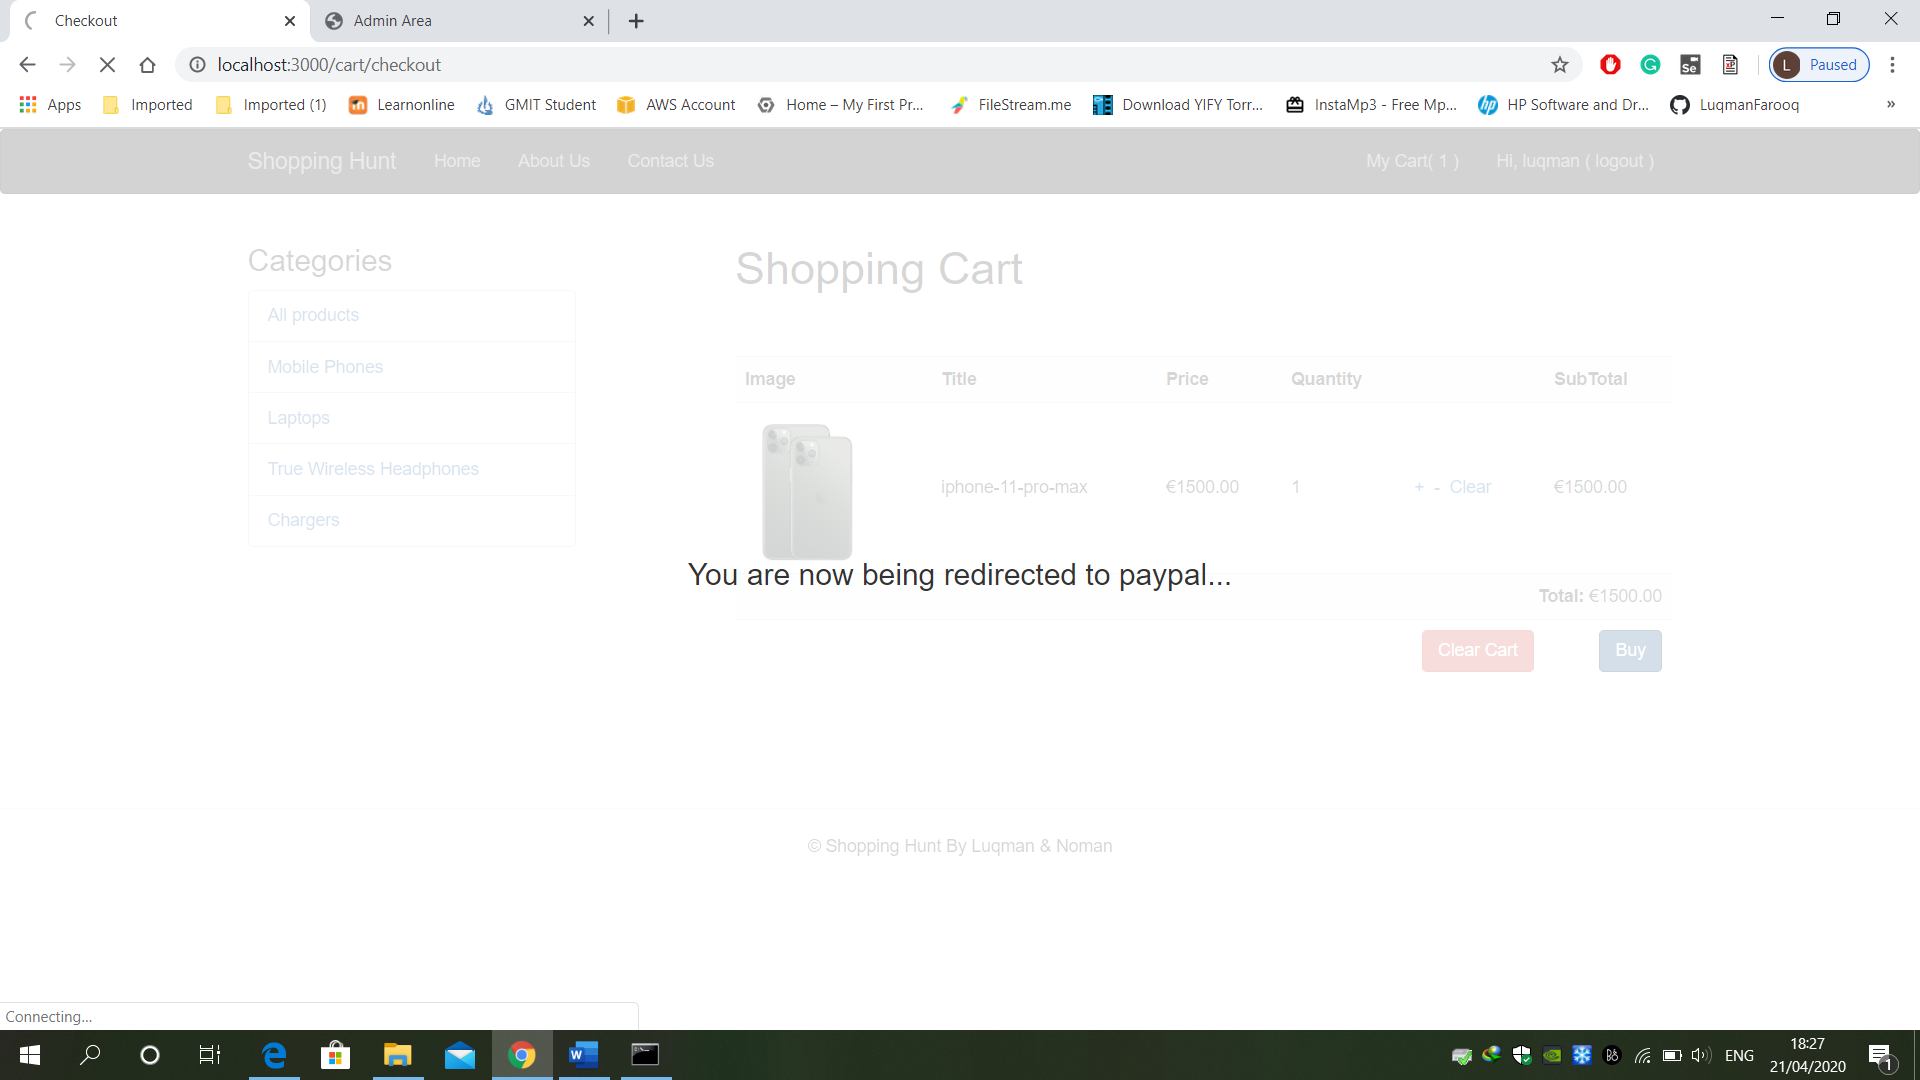 Checkout
Admin Area
localhost:3000/cart/checkout
L Paused
Apps Imported Imported (1) Learnonline GMIT Student AWS Account Home – My First Pr... FileStream.me Download YIFY Torr... InstaMp3 - Free Mp... HP Software and Dr... LuqmanFarooq »
Shopping Hunt Home About Us Contact Us My Cart( 1 ) Hi, luqman ( logout )
Categories
All products
Mobile Phones
Laptops
True Wireless Headphones
Chargers
Shopping Cart
Image Title Price Quantity SubTotal
iphone-11-pro-max €1500.00 1 + - Clear €1500.00
You are now being redirected to paypal...
Total: €1500.00
Clear Cart Buy
© Shopping Hunt By Luqman & Noman
Connecting...
ENG
18:27
21/04/2020
1